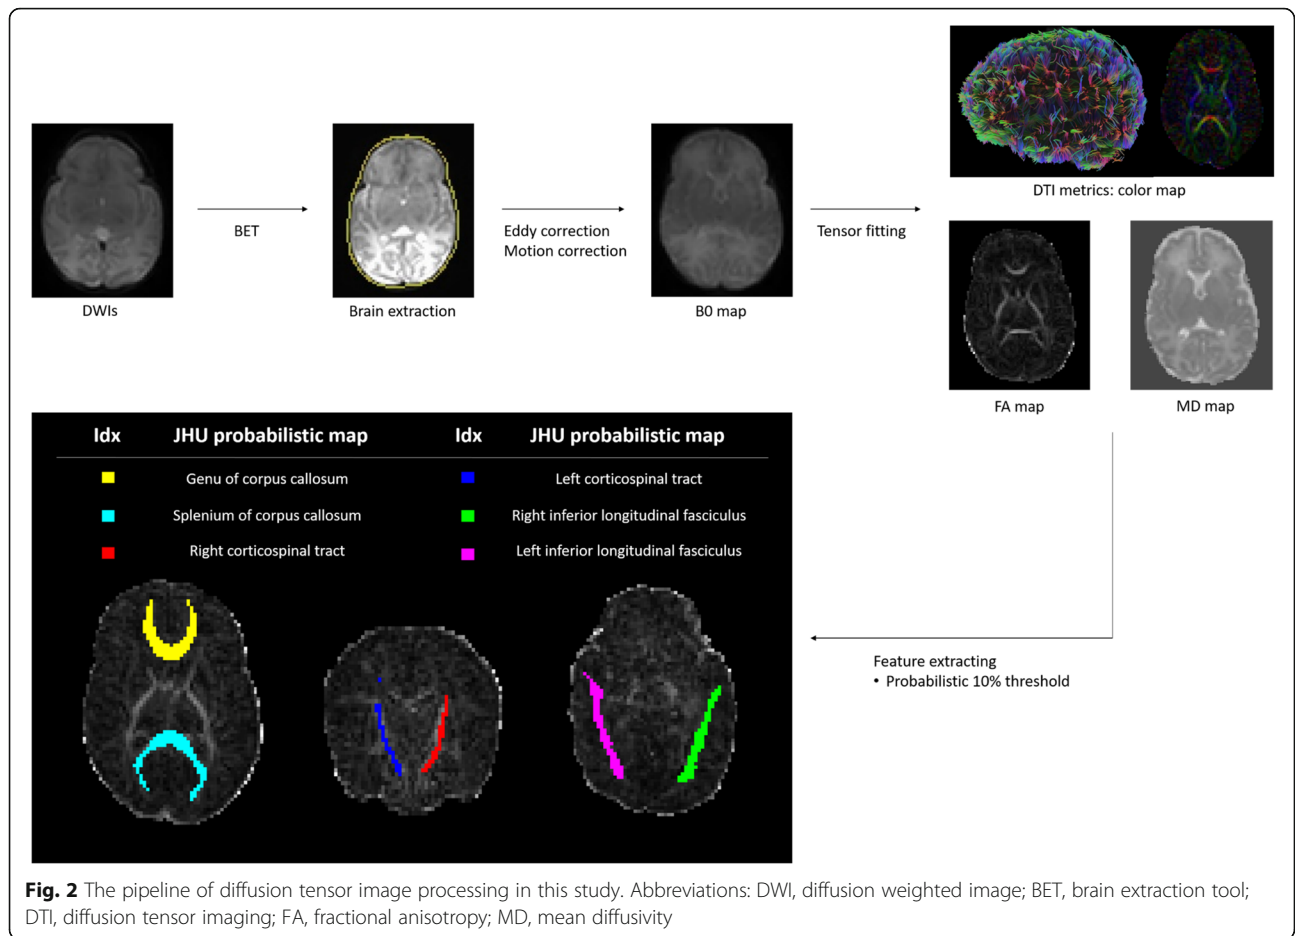 DWIs
BET
Brain extraction
Eddy correction
Motion correction
B0 map
Tensor fitting
DTI metrics: color map
FA map
MD map
Feature extracting
• Probabilistic 10% threshold
Idx JHU probabilistic map Idx JHU probabilistic map
Genu of corpus callosum Left corticospinal tract
Splenium of corpus callosum Right inferior longitudinal fasciculus
Right corticospinal tract Left inferior longitudinal fasciculus
Fig. 2 The pipeline of diffusion tensor image processing in this study. Abbreviations: DWI, diffusion weighted image; BET, brain extraction tool;
DTI, diffusion tensor imaging; FA, fractional anisotropy; MD, mean diffusivity